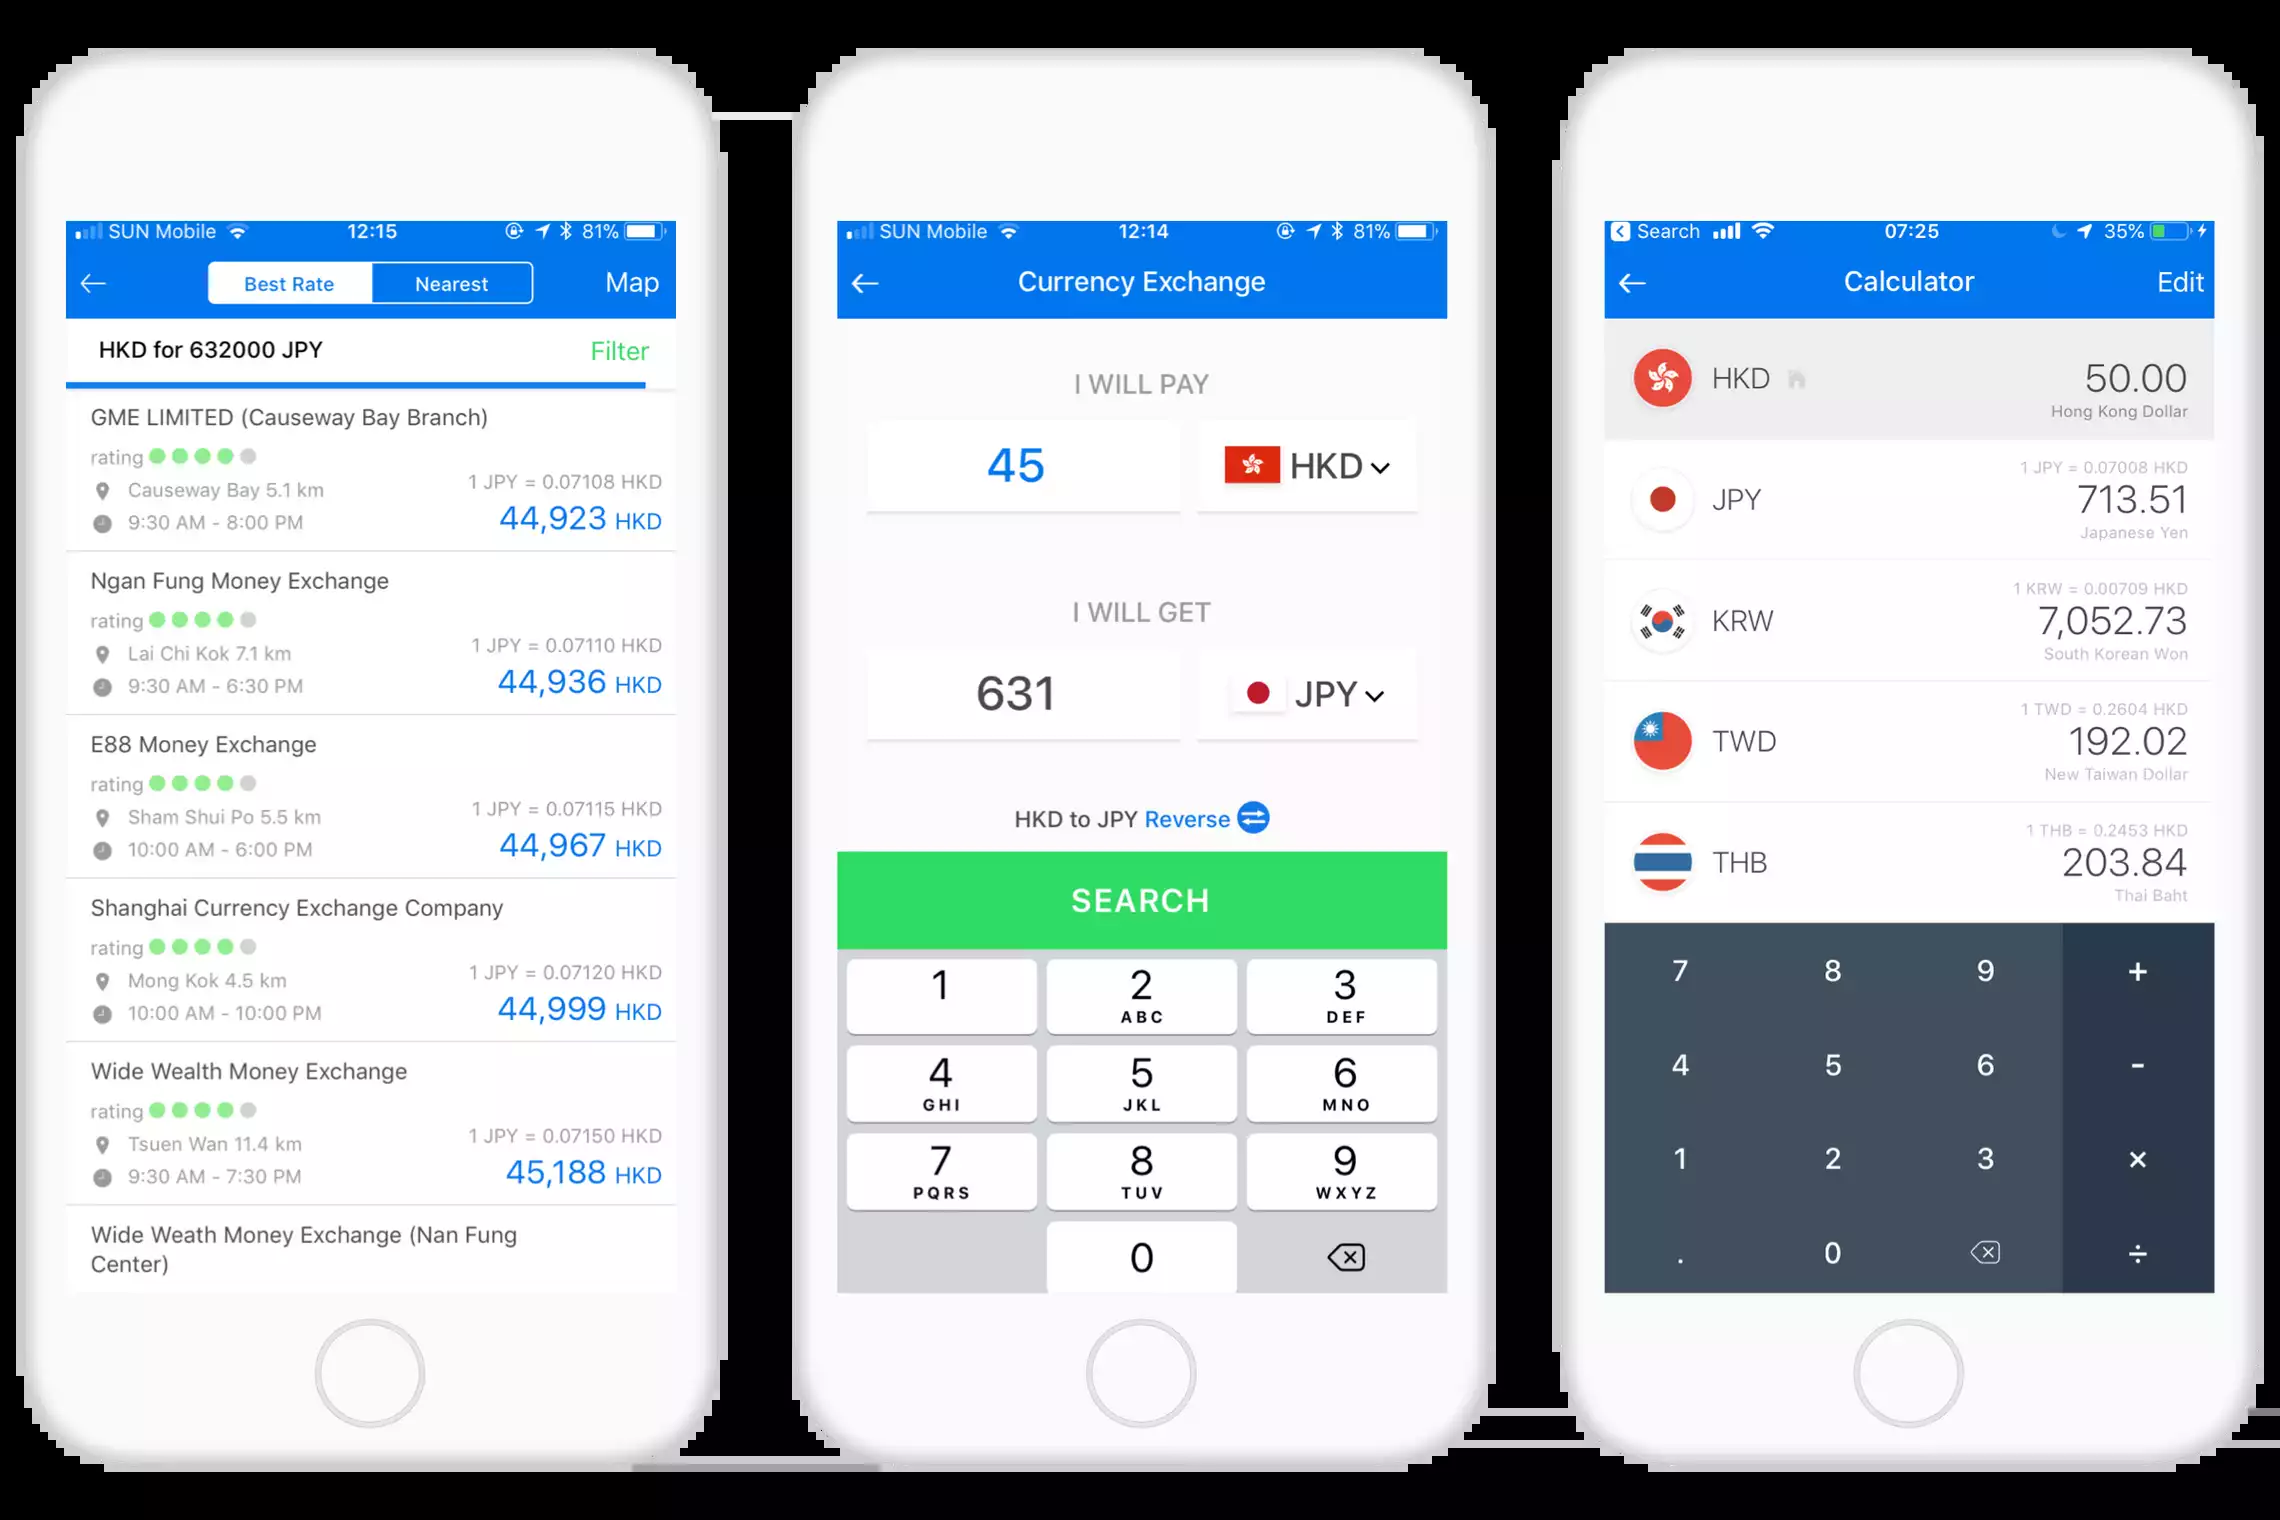 SUN Mobile 12:15 81%
Best Rate Nearest Map
HKD for 632000 JPY Filter
GME LIMITED (Causeway Bay Branch)
rating
Causeway Bay 5.1 km 1 JPY = 0.07108 HKD
9:30 AM - 8:00 PM 44,923 HKD
Ngan Fung Money Exchange
rating
Lai Chi Kok 7.1 km 1 JPY = 0.07110 HKD
9:30 AM - 6:30 PM 44,936 HKD
E88 Money Exchange
rating
Sham Shui Po 5.5 km 1 JPY = 0.07115 HKD
10:00 AM - 6:00 PM 44,967 HKD
Shanghai Currency Exchange Company
rating
Mong Kok 4.5 km 1 JPY = 0.07120 HKD
10:00 AM - 10:00 PM 44,999 HKD
Wide Wealth Money Exchange
rating
Tsuen Wan 11.4 km 1 JPY = 0.07150 HKD
9:30 AM - 7:30 PM 45,188 HKD
Wide Weath Money Exchange (Nan Fung
Center)
SUN Mobile 12:14 81%
Currency Exchange
I WILL PAY
45 HKD
I WILL GET
631 JPY
HKD to JPY Reverse
SEARCH
1 2 3
ABC DEF
4 5 6
GHI JKL MNO
7 8 9
PQRS TUV WXYZ
0
Search 07:25 35%
Calculator Edit
HKD 50.00
Hong Kong Dollar
1 JPY = 0.07008 HKD
JPY 713.51
Japanese Yen
1 KRW = 0.00709 HKD
KRW 7,052.73
South Korean Won
1 TWD = 0.2604 HKD
TWD 192.02
New Taiwan Dollar
1 THB = 0.2453 HKD
THB 203.84
Thai Baht
7 8 9 +
4 5 6 -
1 2 3 ×
. 0 ÷